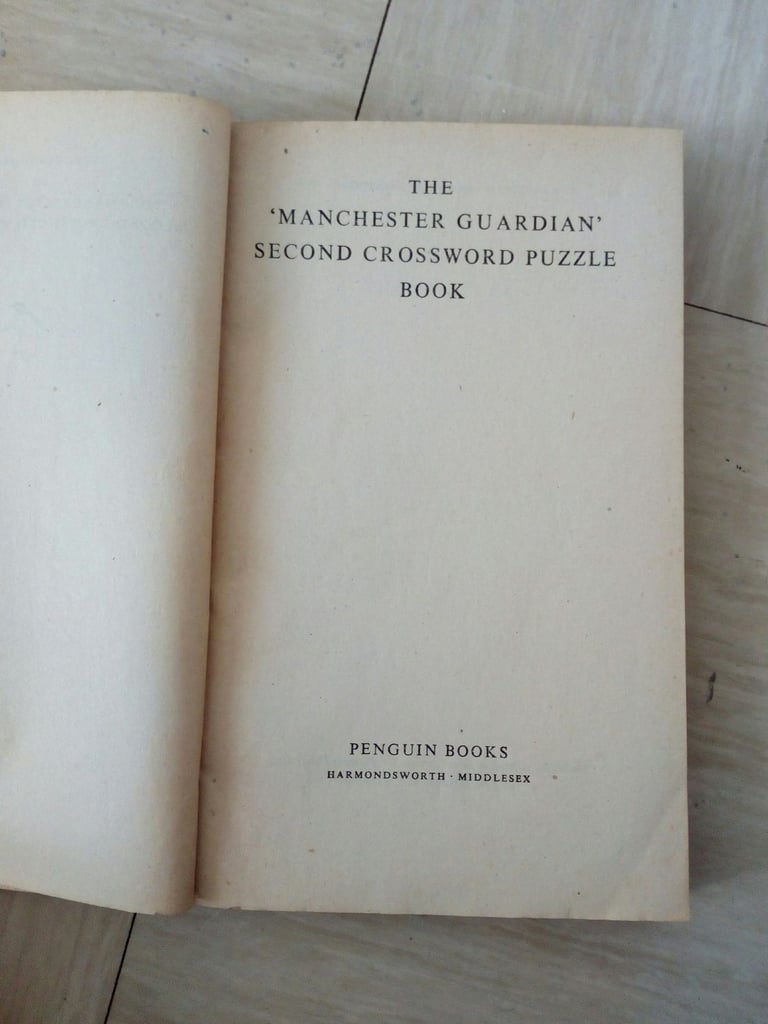 THE
‘MANCHESTER GUARDIAN’
SECOND CROSSWORD PUZZLE
BOOK
PENGUIN BOOKS
HARMONDSWORTH · MIDDLESEX